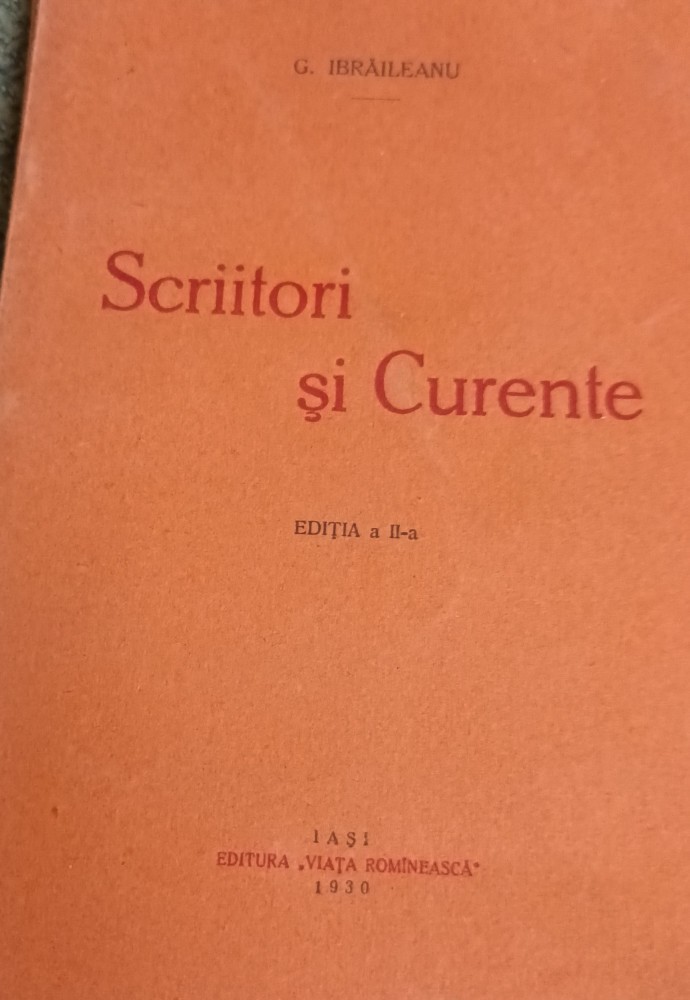 G. IBRĂILEANU
Scriitori
şi Curente
EDIŢIA a II-a
IAŞI
EDITURA „VIAŢA ROMÎNEASCĂ“
1930